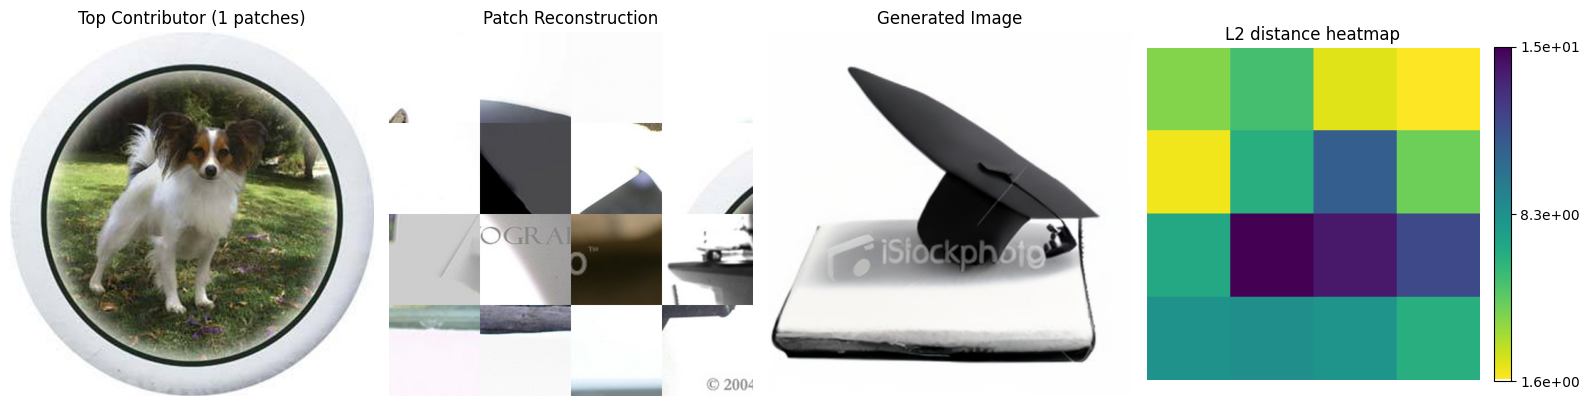 Top Contributor (1 patches)
Patch Reconstruction
Generated Image
L2 distance heatmap
1.5e+01
8.3e+00
1.6e+00
OGRA
™
iStockphoto
© 2004